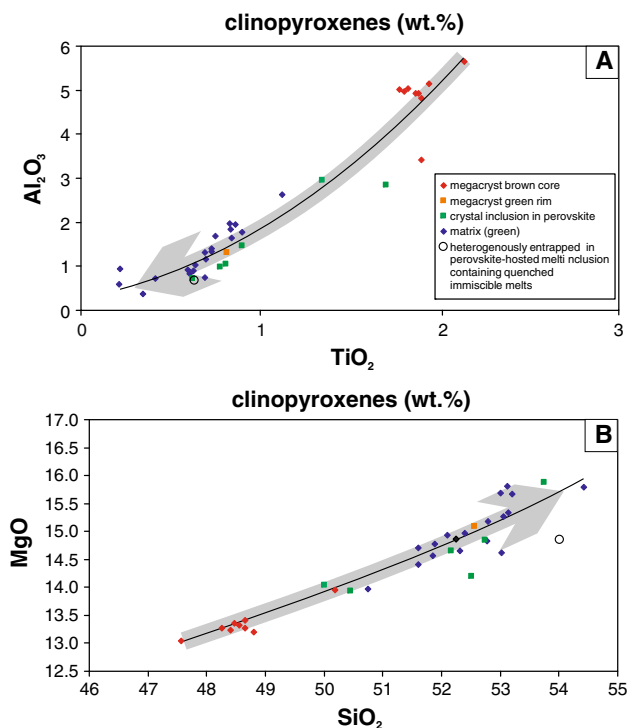 clinopyroxenes (wt.%)
A
6
5
4
3
2
1
0
Al2O3
0 1 2 3
TiO2
megacryst brown core
megacryst green rim
crystal inclusion in perovskite
matrix (green)
heterogenously entrapped in
perovskite-hosted melti nclusion
containing quenched
immiscible melts
clinopyroxenes (wt.%)
B
17.0
16.5
16.0
15.5
15.0
14.5
14.0
13.5
13.0
12.5
MgO
46 47 48 49 50 51 52 53 54 55
SiO2